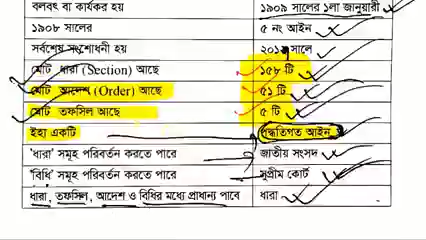 বলবৎ বা কার্যকর হয় ১৯০৯ সালের ১লা জানুয়ারী
১৯০৮ সালের ৫ নং আইন
সর্বশেষ সংশোধনী হয় সালে
মোট ধারা (Section) আছে ১৫৮ টি
মোট আদেশ (Order) আছে ৫১ টি
মোট তফসিল আছে ৫ টি
ইহা একটি পদ্ধতিগত আইন
'ধারা' সমূহ পরিবর্তন করতে পারে জাতীয় সংসদ
'বিধি' সমূহ পরিবর্তন করতে পারে সুপ্রীম কোর্ট
ধারা, তফসিল, আদেশ ও বিধির মধ্যে প্রাধান্য পাবে ধারা